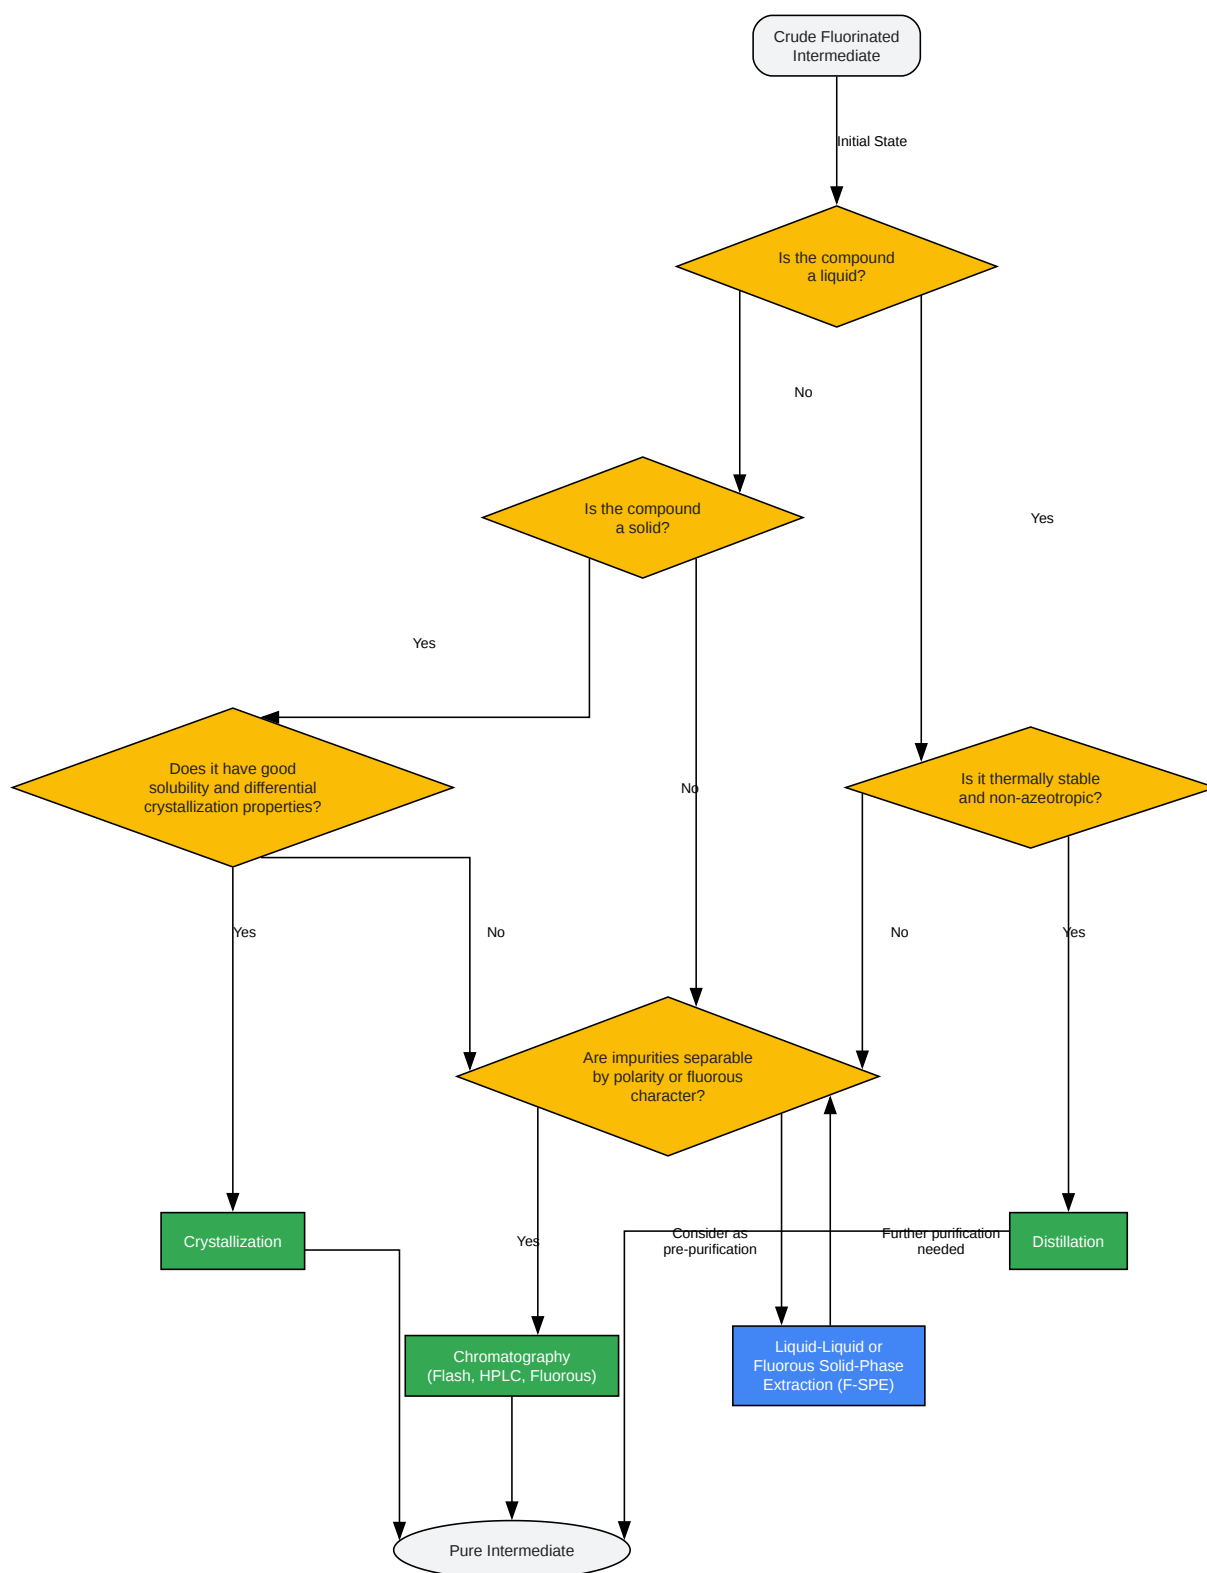 Crude Fluorinated
Intermediate
Initial State
Is the compound
a liquid?
No
Is the compound
a solid?
Yes
Yes
Does it have good
solubility and differential
crystallization properties?
No
Is it thermally stable
and non-azeotropic?
Yes
No
No
Yes
Are impurities separable
by polarity or fluorous
character?
Crystallization
Yes
Consider as
pre-purification
Further purification
needed
Distillation
Chromatography
(Flash, HPLC, Fluorous)
Liquid-Liquid or
Fluorous Solid-Phase
Extraction (F-SPE)
Pure Intermediate